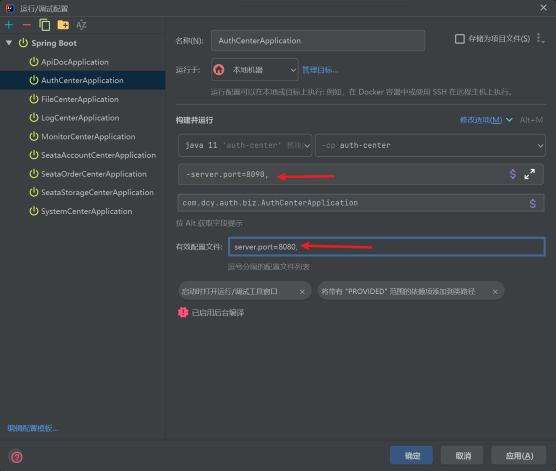 运行/调试配置
Spring Boot
ApiDocApplication
AuthCenterApplication
FileCenterApplication
LogCenterApplication
MonitorCenterApplication
SeataAccountCenterApplication
SeataOrderCenterApplication
SeataStorageCenterApplication
SystemCenterApplication
编辑配置模板...
名称(N): AuthCenterApplication 存储为项目文件(S)
运行于: 本地机器 管理目标...
运行配置可以在本地或目标上执行: 例如，在 Docker 容器中或使用 SSH 在远程主机上执行。
构建并运行 修改选项(M) Alt+M
java 11 'auth-center' 模块 -cp auth-center
-server.port=8090, $
com.dcy.auth.biz.AuthCenterApplication $
按 Alt 获取字段提示
有效配置文件: server.port=8080,
逗号分隔的配置文件列表
启动时打开运行/调试工具窗口 × 将带有 "PROVIDED" 范围的依赖项添加到类路径 ×
已启用后台编译
? 确定 取消 应用(A)